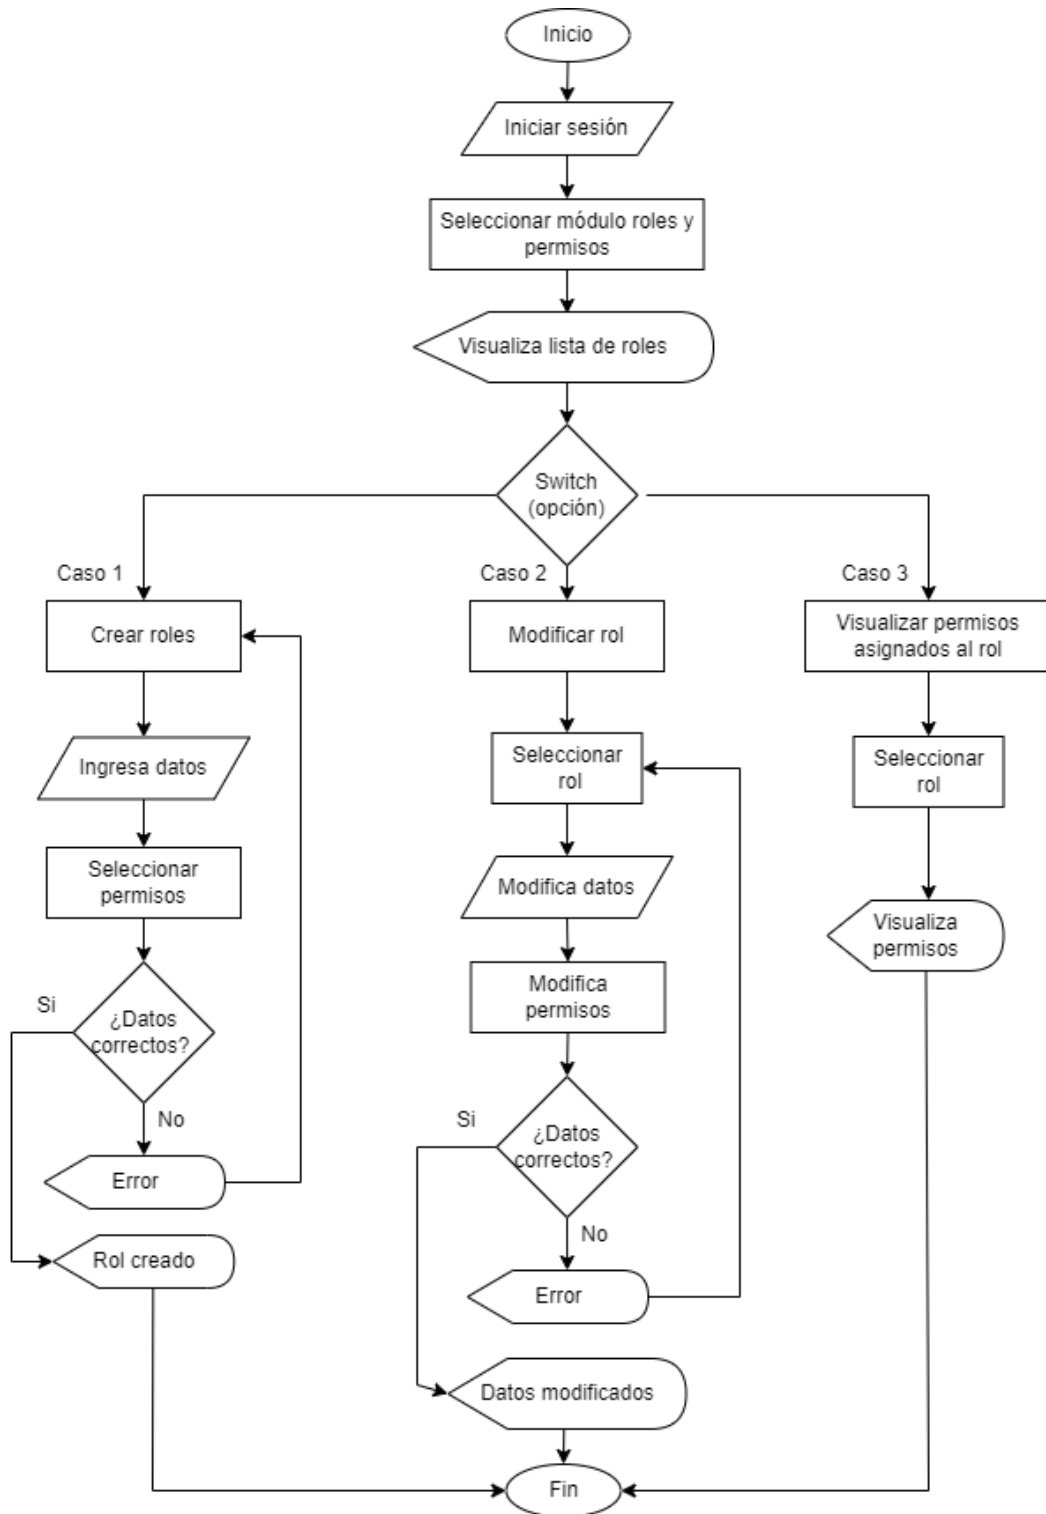 Inicio
Iniciar sesión
Seleccionar módulo roles y
permisos
Visualiza lista de roles
Switch
(opción)
Caso 1
Crear roles
Ingresa datos
Seleccionar
permisos
¿Datos
correctos?
Si
No
Error
Rol creado
Caso 2
Modificar rol
Seleccionar
rol
Modifica datos
Modifica
permisos
¿Datos
correctos?
Si
No
Error
Datos modificados
Caso 3
Visualizar permisos
asignados al rol
Seleccionar
rol
Visualiza
permisos
Fin